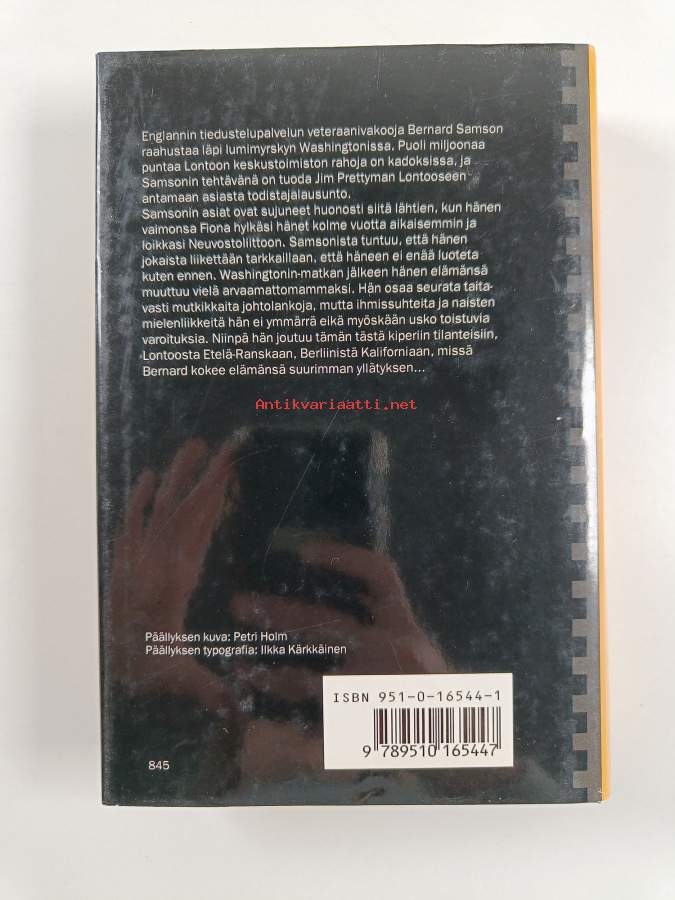 Englannin tiedustelupalvelun veteraanivakooja Bernard Samson
raahustaa läpi lumimyrskyn Washingtonissa. Puoli miljoonaa
puntaa Lontoon keskustoimiston rahoja on kadoksissa, ja
Samsonin tehtävänä on tuoda Jim Prettyman Lontooseen
antamaan asiasta todistajalausunto.
Samsonin asiat ovat sujuneet huonosti siitä lähtien, kun hänen
vaimonsa Fiona hylkäsi hänet kolme vuotta aikaisemmin ja
loikkasi Neuvostoliittoon. Samsonista tuntuu, että hänen
jokaista liikettään tarkkaillaan, että häneen ei enää luoteta
kuten ennen. Washingtonin-matkan jälkeen hänen elämänsä
muuttuu vielä arvaamattomammaksi. Hän osaa seurata taita-
vasti mutkikkaita johtolankoja, mutta ihmissuhteita ja naisten
mielenliikkeitä hän ei ymmärrä eikä myöskään usko toistuvia
varoituksia. Niinpä hän joutuu tämän tästä kiperiin tilanteisiin,
Lontoosta Etelä-Ranskaan, Berliinistä Kaliforniaan, missä
Bernard kokee elämänsä suurimman yllätyksen...
Antikvariaatti.net
Päällyksen kuva: Petri Holm
Päällyksen typografia: Ilkka Kärkkäinen
ISBN 951-0-16544-1
9 789510 165447
845